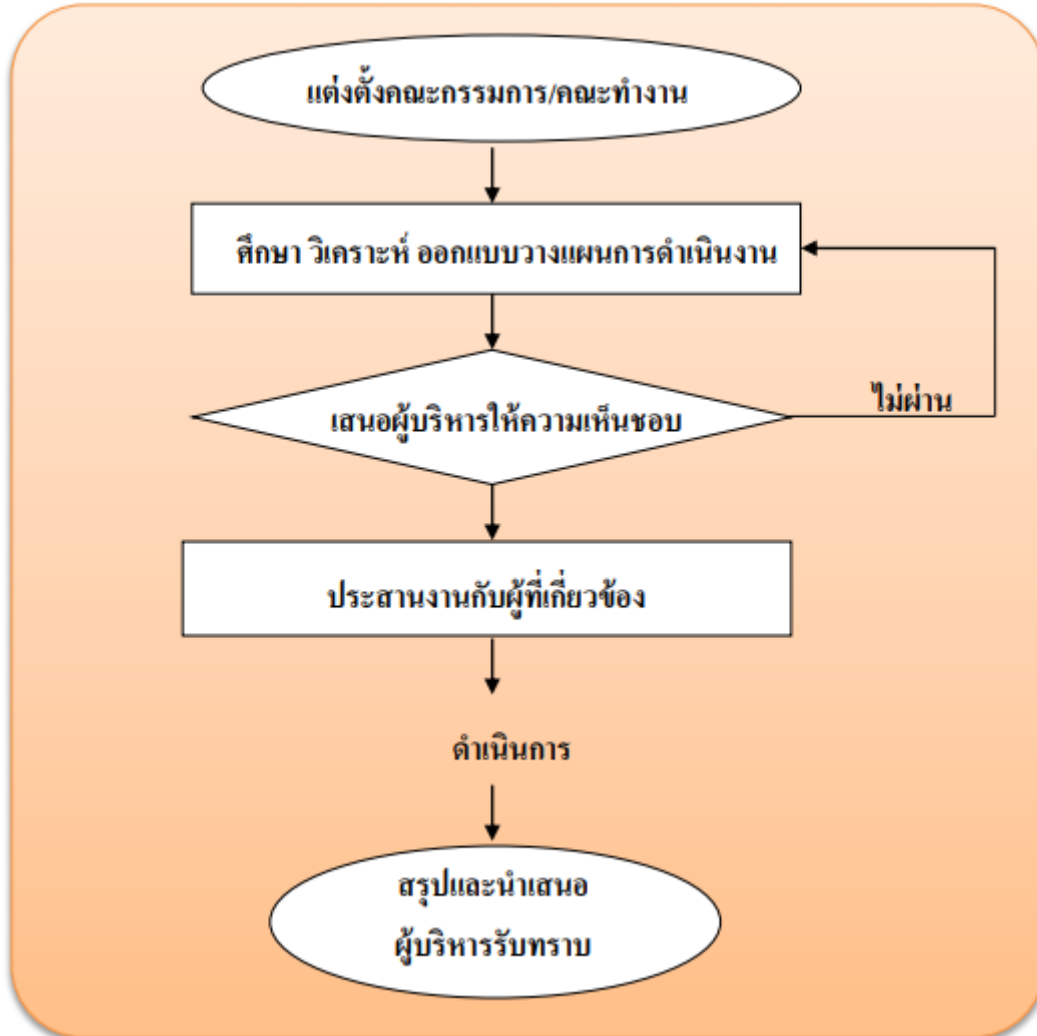 แต่งตั้งคณะกรรมการ/คณะทำงาน
ศึกษา วิเคราะห์ ออกแบบวางแผนการดำเนินงาน
เสนอผู้บริหารให้ความเห็นชอบ
ไม่ผ่าน
ประสานงานกับผู้ที่เกี่ยวข้อง
ดำเนินการ
สรุปและนำเสนอ
ผู้บริหารรับทราบ